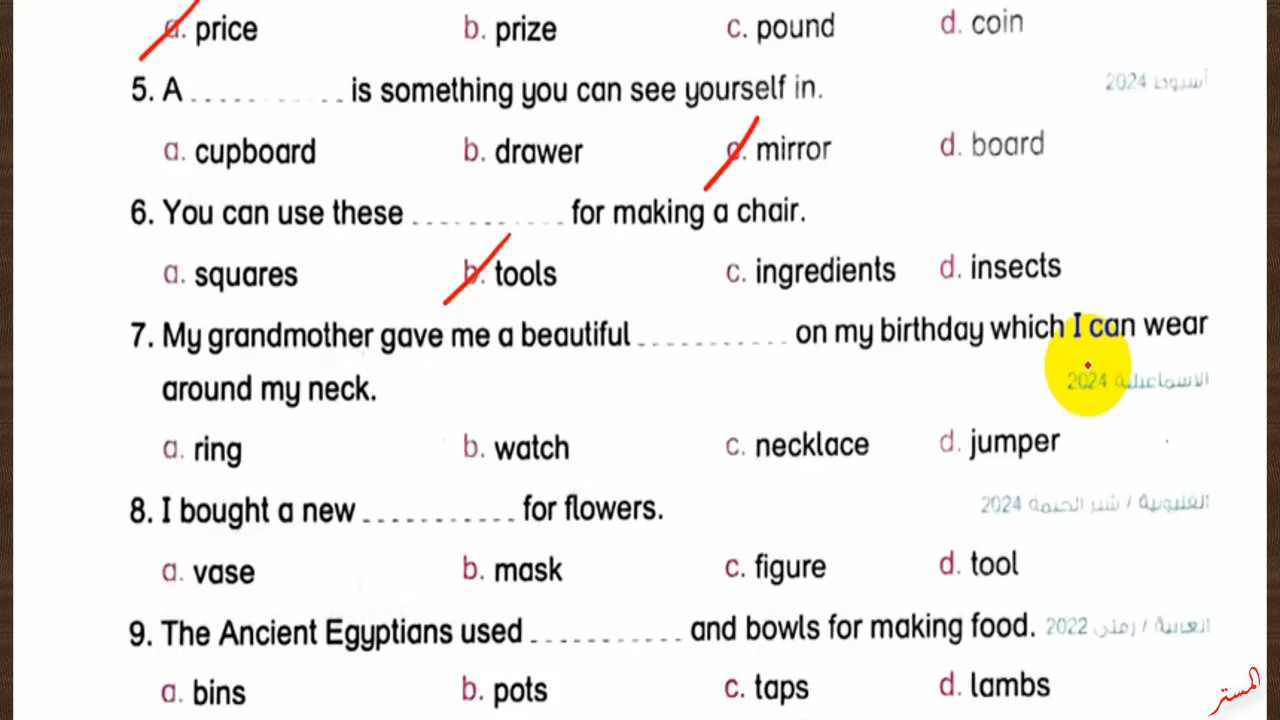 a. price b. prize c. pound d. coin
5. A .......... is something you can see yourself in. أسيوط 2024
a. cupboard b. drawer c. mirror d. board
6. You can use these .......... for making a chair.
a. squares b. tools c. ingredients d. insects
7. My grandmother gave me a beautiful .......... on my birthday which I can wear
around my neck. الاسماعيلية 2024
a. ring b. watch c. necklace d. jumper
8. I bought a new .......... for flowers. القليوبية / شبر الخيمة 2024
a. vase b. mask c. figure d. tool
9. The Ancient Egyptians used .......... and bowls for making food. 2022
a. bins b. pots c. taps d. lambs
المستر